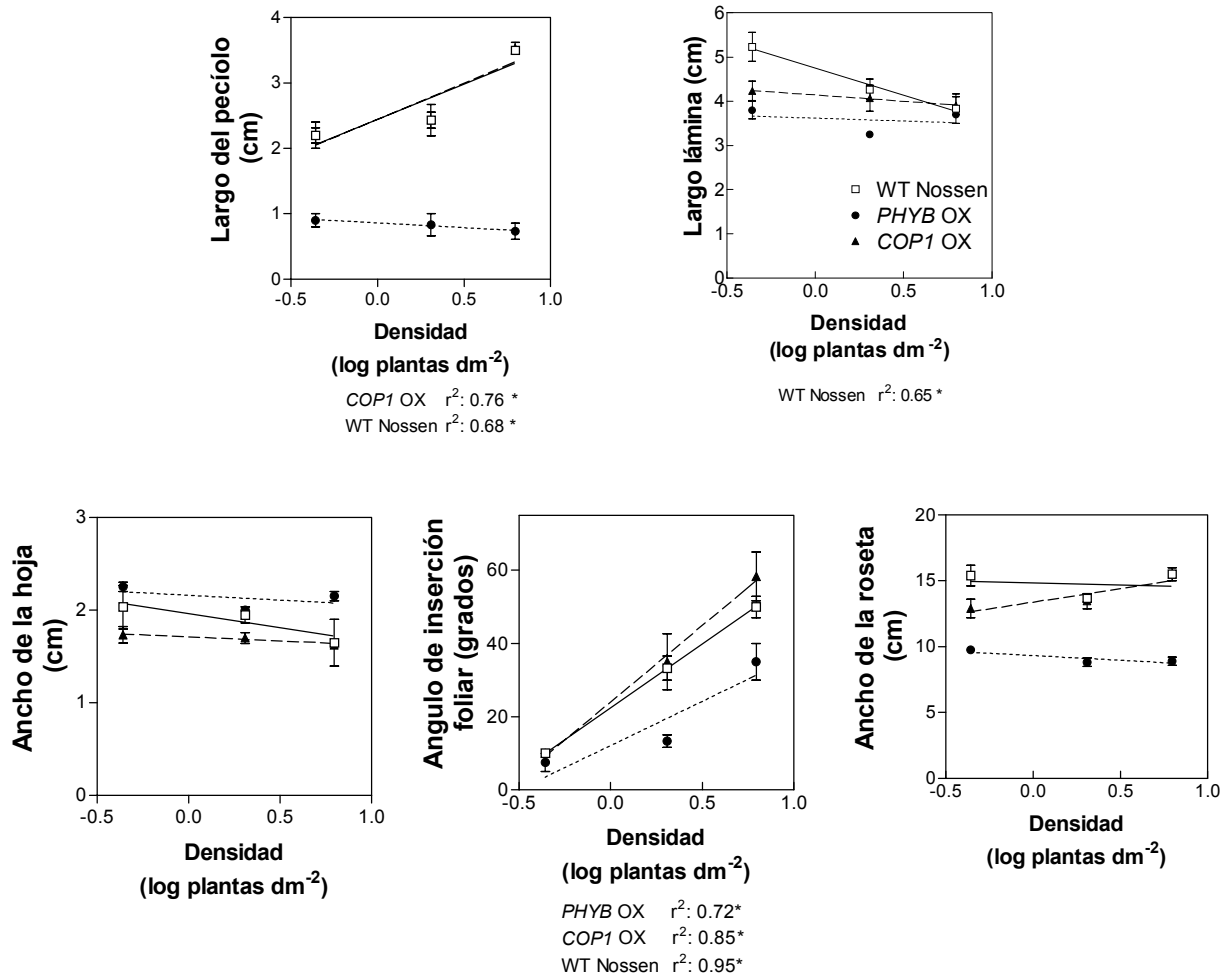 Largo del pecíolo
(cm)
4
3
2
1
0
-0.5 0.0 0.5 1.0
Densidad
(log plantas dm-2)
COP1 OX r2: 0.76 *
WT Nossen r2: 0.68 *
Largo lámina (cm)
6
5
4
3
2
1
0
WT Nossen
PHYB OX
COP1 OX
-0.5 0.0 0.5 1.0
Densidad
(log plantas dm-2)
WT Nossen r2: 0.65 *
Ancho de la hoja
(cm)
3
2
1
0
-0.5 0.0 0.5 1.0
Densidad
(log plantas dm-2)
Angulo de inserción
foliar (grados)
60
40
20
0
-0.5 0.0 0.5 1.0
Densidad
(log plantas dm-2)
PHYB OX r2: 0.72*
COP1 OX r2: 0.85*
WT Nossen r2: 0.95*
Ancho de la roseta
(cm)
20
15
10
5
0
-0.5 0.0 0.5 1.0
Densidad
(log plantas dm-2)